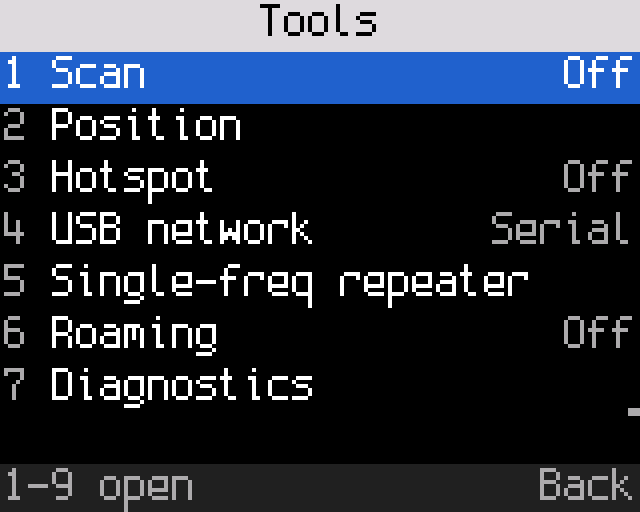 Tools
1 Scan Off
2 Position
3 Hotspot Off
4 USB network Serial
5 Single-freq repeater
6 Roaming Off
7 Diagnostics
1-9 open Back